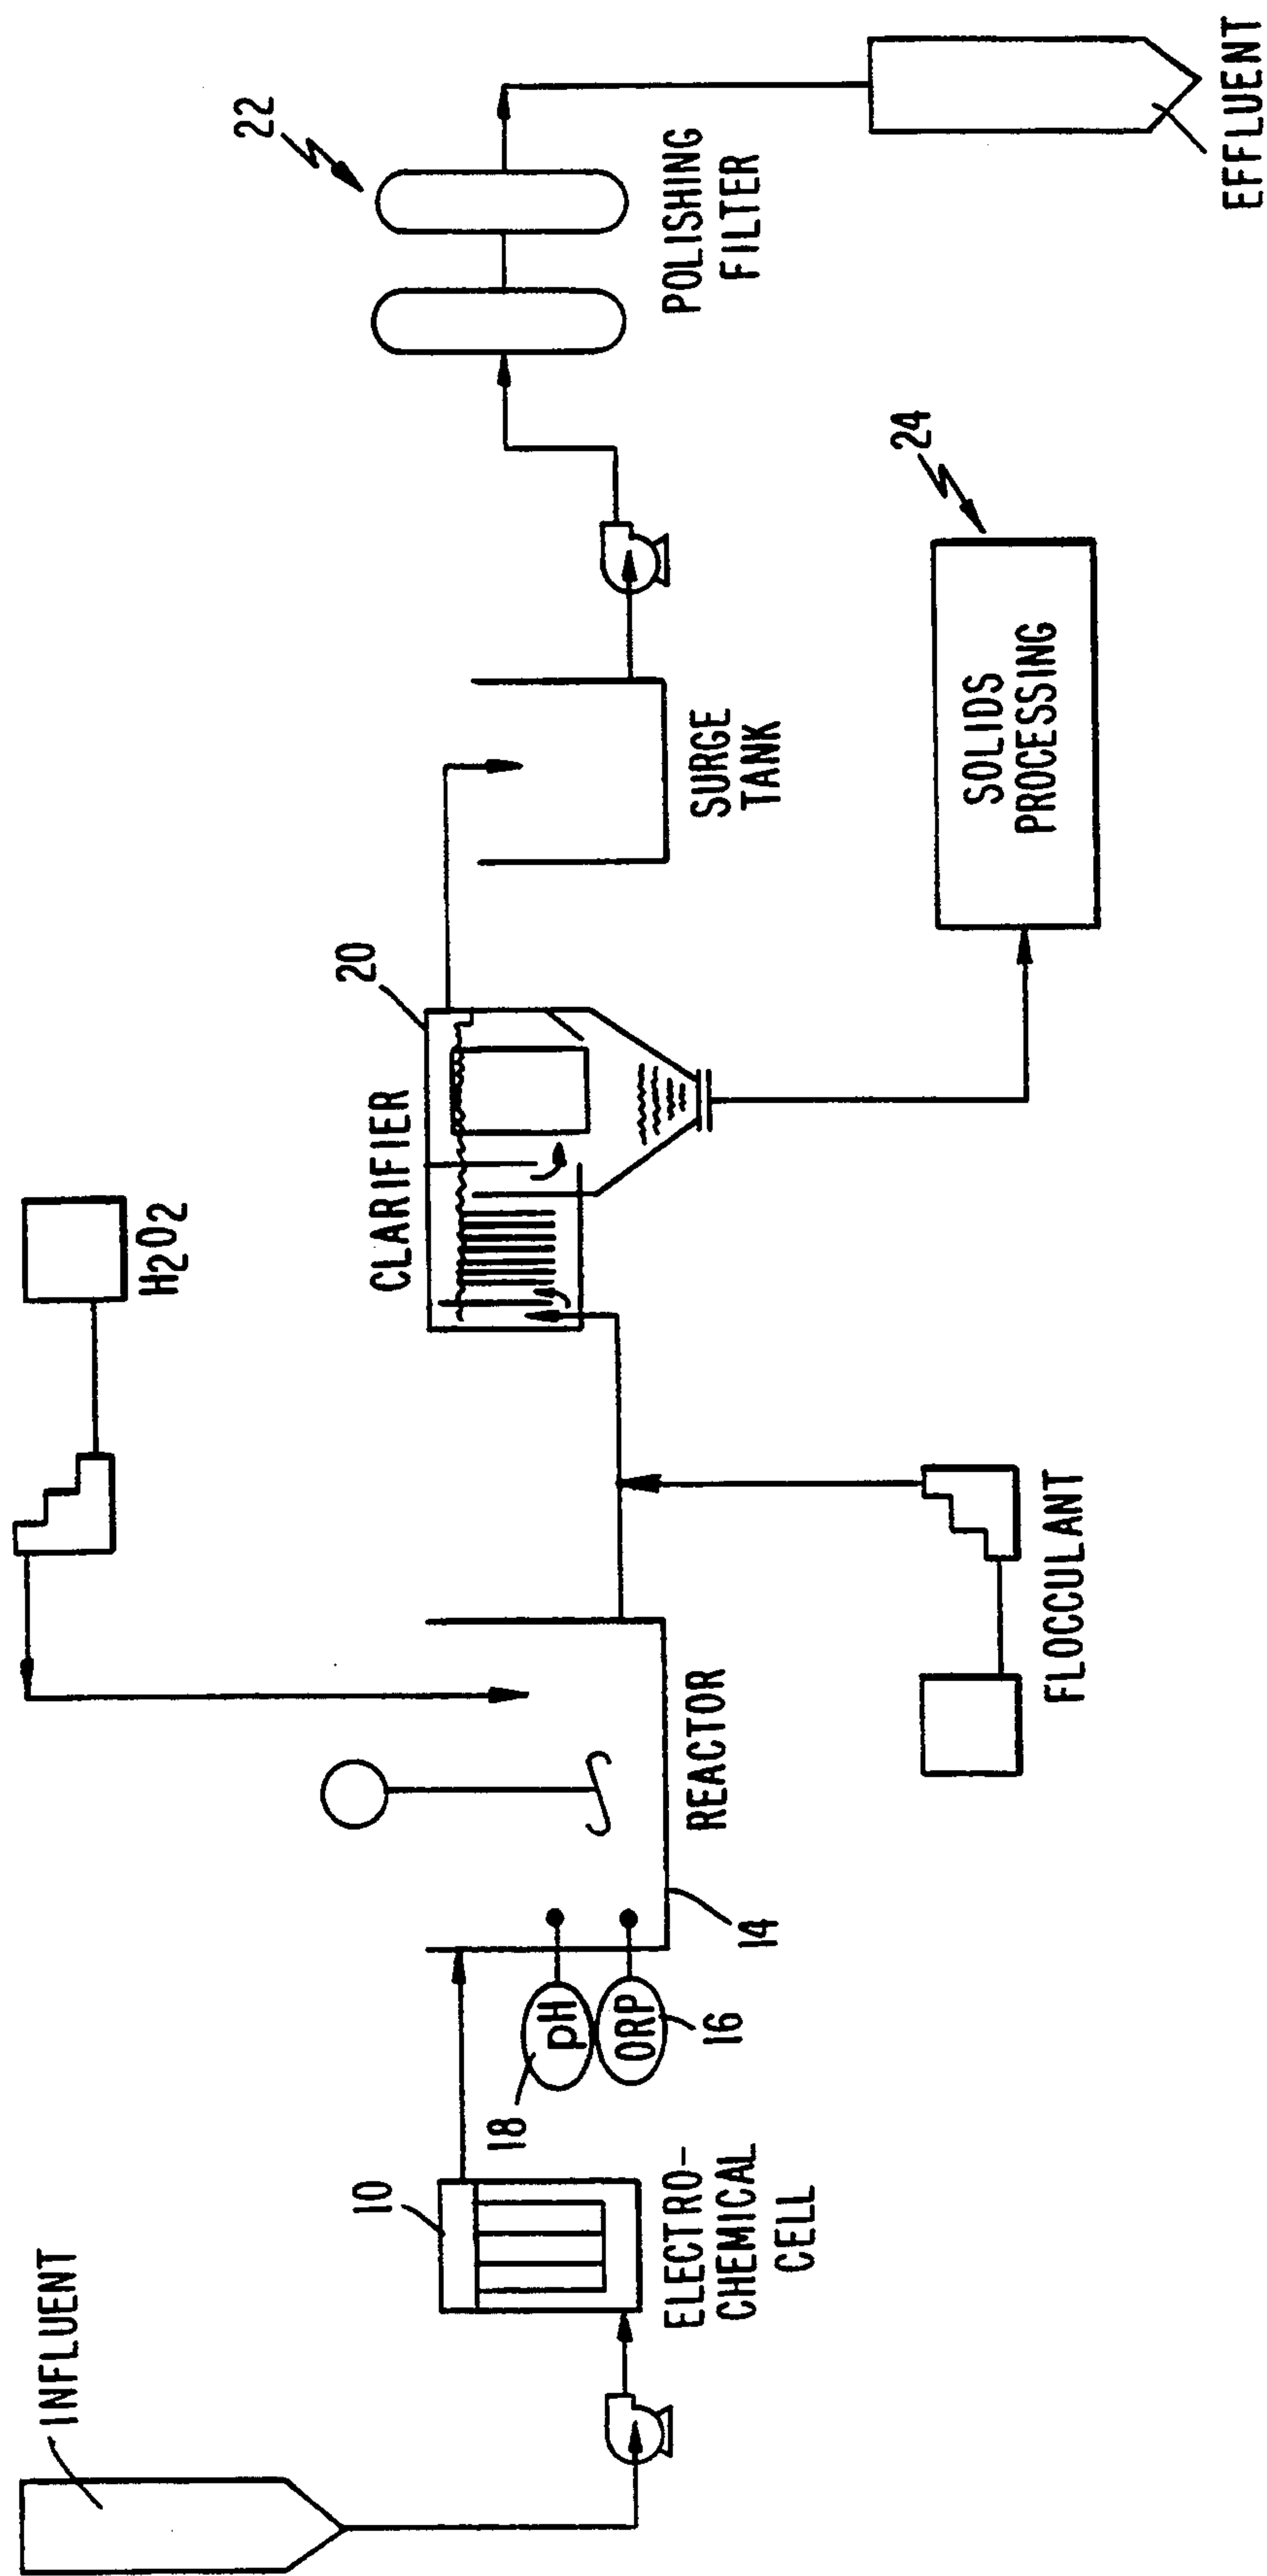 INFLUENT
10
ELECTRO-
CHEMICAL
CELL
18
pH
ORP
16
14
REACTOR
H2O2
FLOCCULANT
CLARIFIER
20
SURGE
TANK
SOLIDS
PROCESSING
24
22
POLISHING
FILTER
EFFLUENT